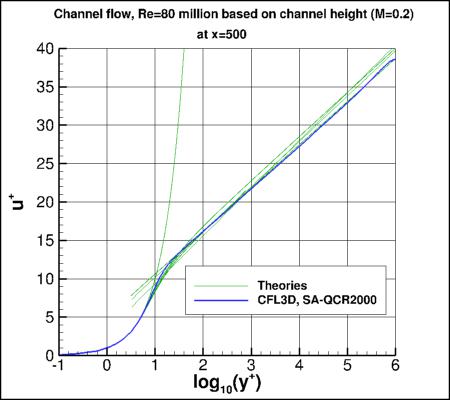 Channel flow, Re=80 million based on channel height (M=0.2)
at x=500
40
35
30
25
20
15
10
5
0
u+
Theories
CFL3D, SA-QCR2000
-1 0 1 2 3 4 5 6
log10(y+)